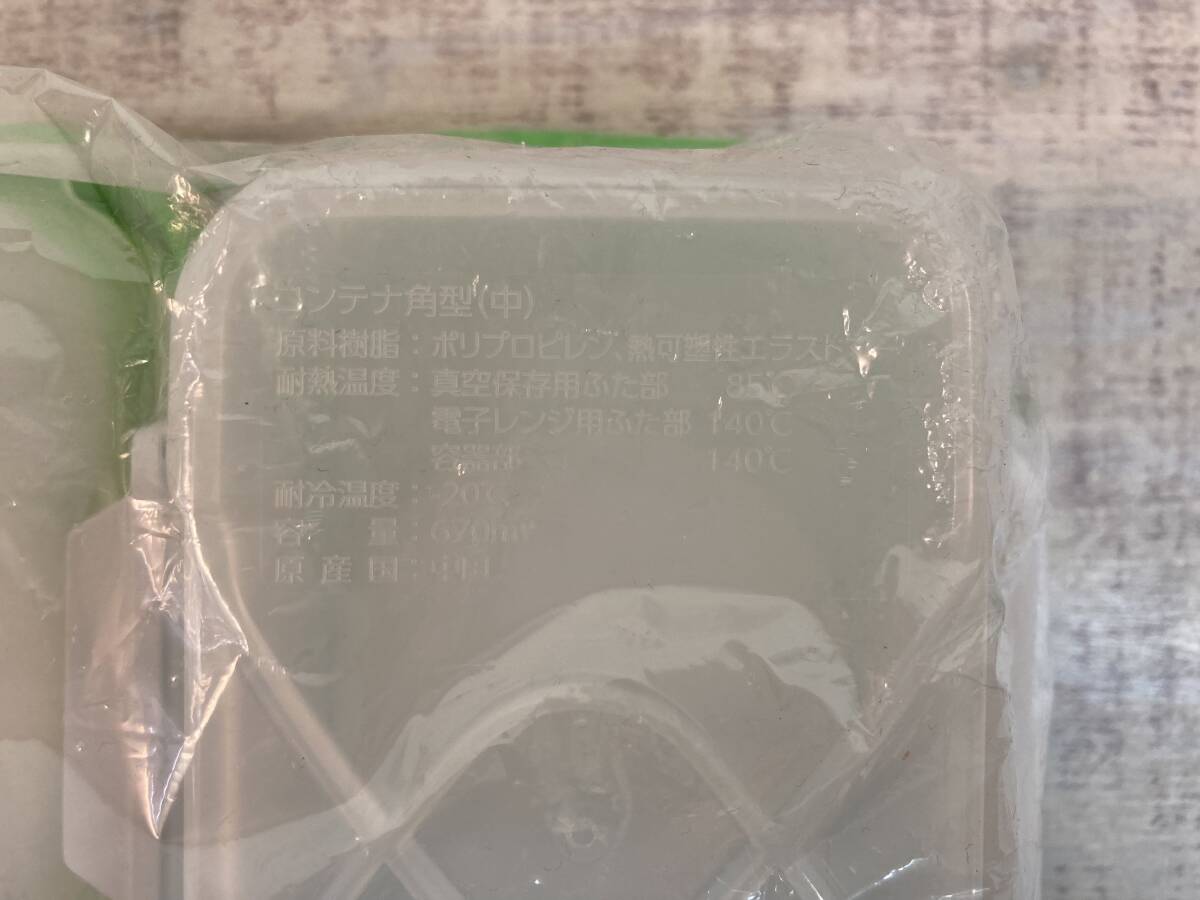 コンテナ角型(中)
原料樹脂：ポリプロピレン 熱可塑性エラスト
耐熱温度：真空保存用ふた部 85℃
電子レンジ用ふた部 140℃
容器部 140℃
耐冷温度：-20℃
容量：670mℓ
原産国：中国